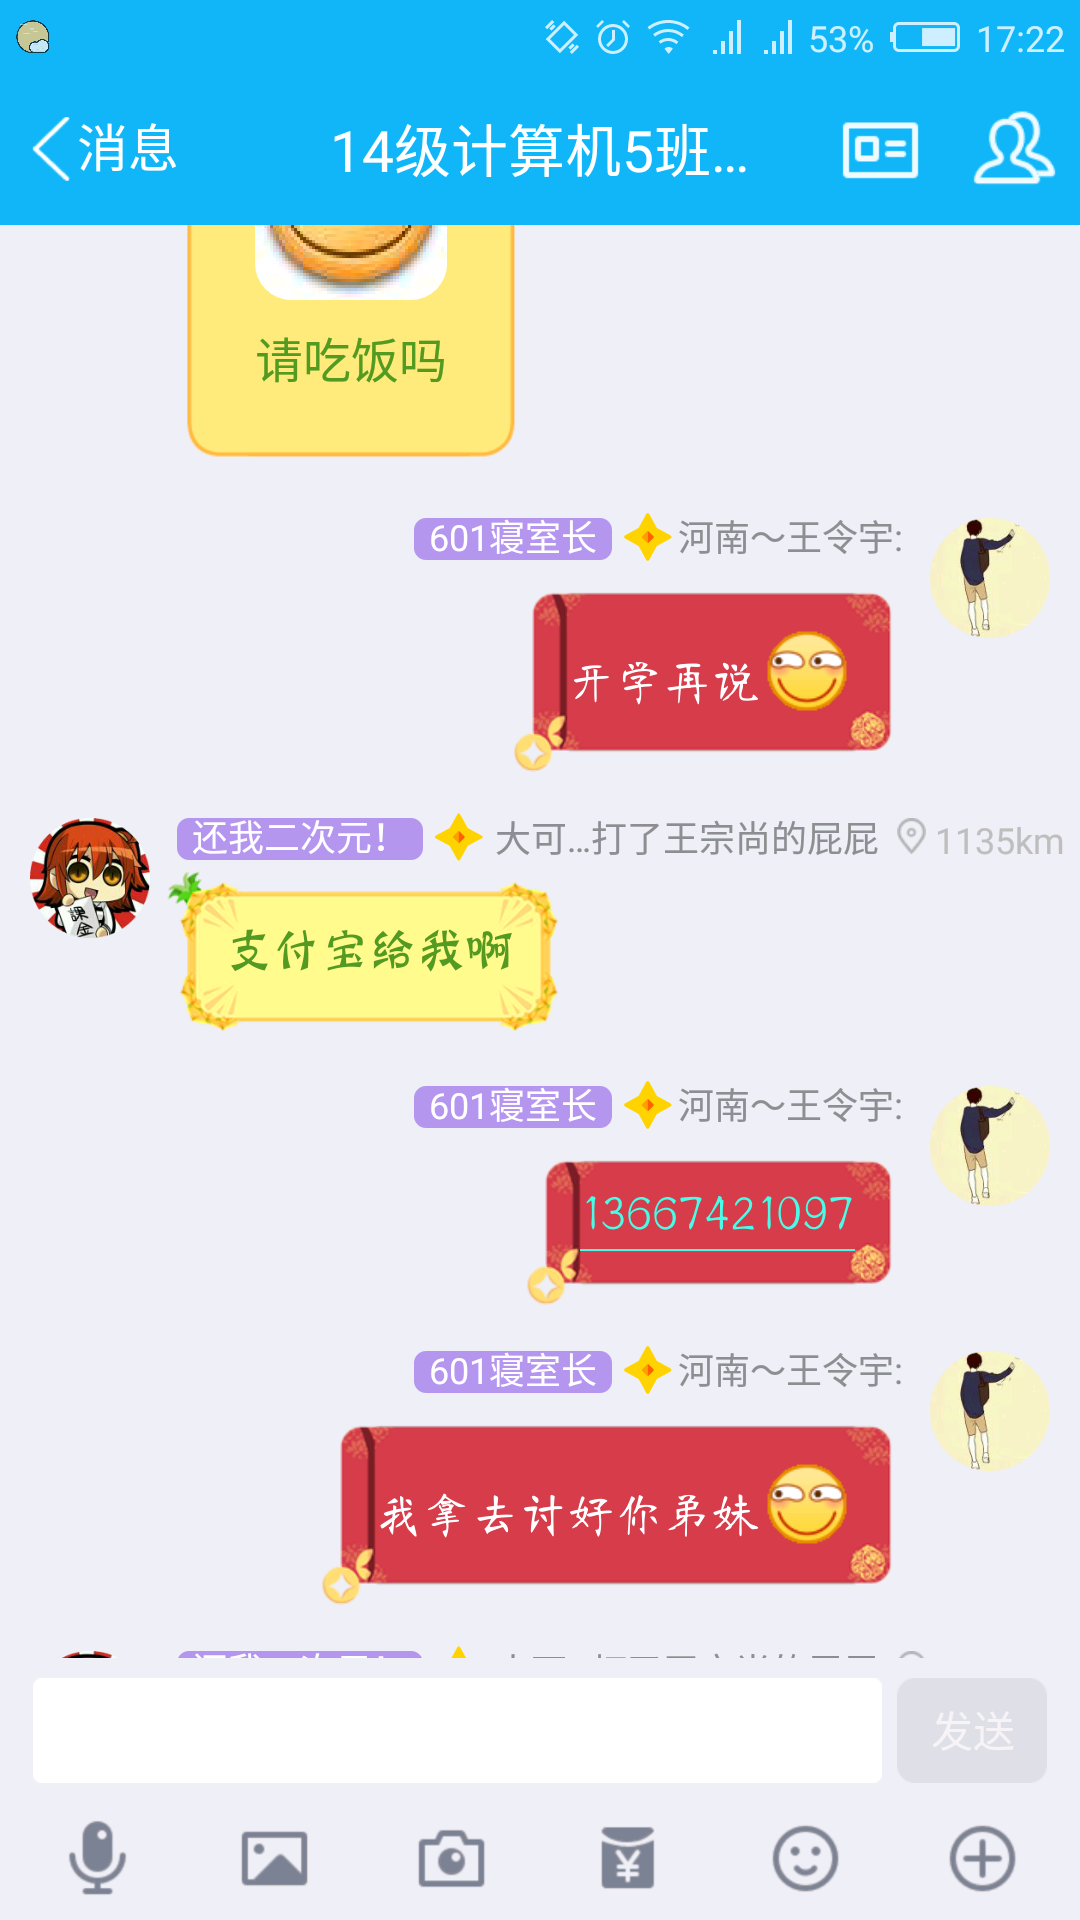 53% 17:22
消息 14级计算机5班...
请吃饭吗
601寝室长 河南～王令宇:
开学再说
还我二次元！ 大可...打了王宗尚的屁屁 1135km
課金
支付宝给我啊
601寝室长 河南～王令宇:
13667421097
601寝室长 河南～王令宇:
我拿去讨好你弟妹
发送